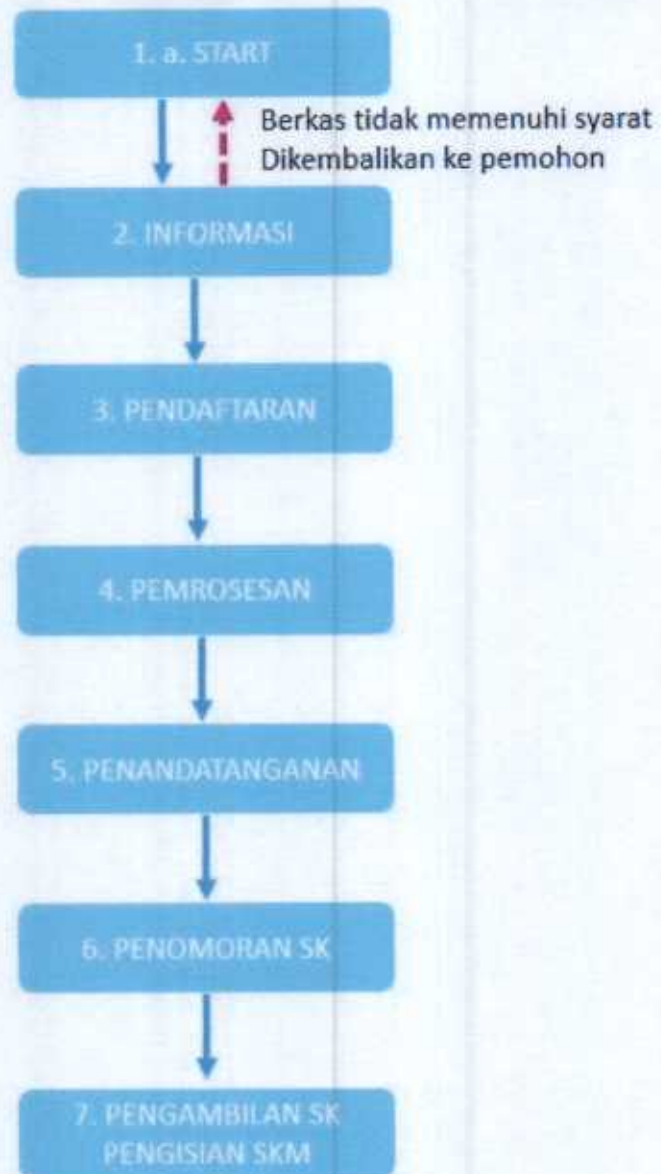 1. a. START
Berkas tidak memenuhi syarat
Dikembalikan ke pemohon
2. INFORMASI
3. PENDAFTARAN
4. PEMROSESAN
5. PENANDATANGANAN
6. PENOMORAN SK
7. PENGAMBILAN SK
PENGISIAN SKM